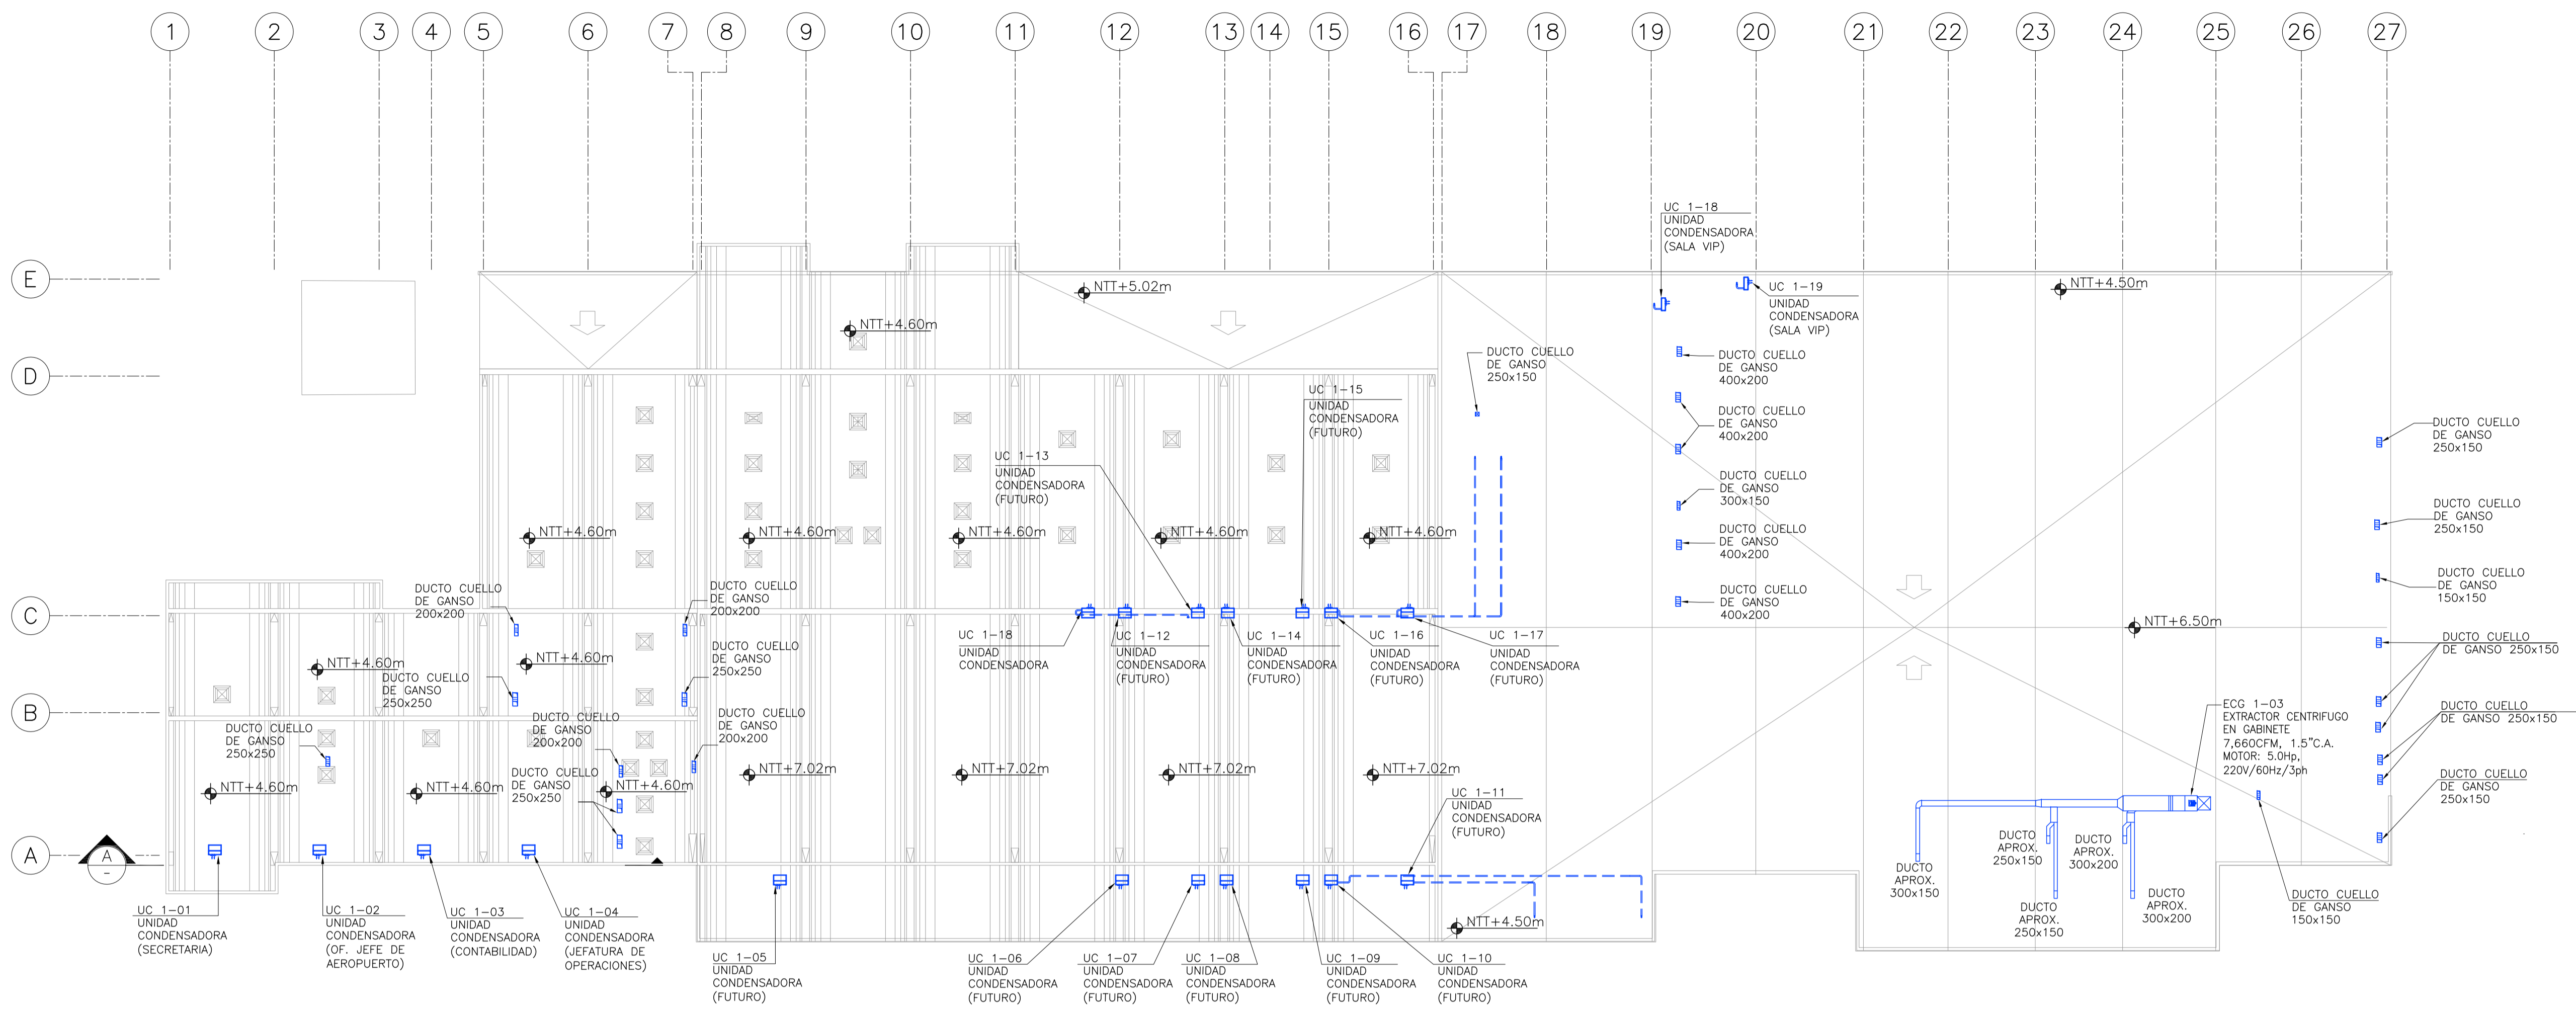 1 2 3 4 5 6 7 8 9 10 11 12 13 14 15 16 17 18 19 20 21 22 23 24 25 26 27
E
D
C
B
A
A
-
UC 1-18
UNIDAD
CONDENSADORA
(SALA VIP)
UC 1-19
UNIDAD
CONDENSADORA
(SALA VIP)
NTT+4.50m
NTT+5.02m
NTT+4.60m
DUCTO CUELLO
DE GANSO
250x150
DUCTO CUELLO
DE GANSO
400x200
DUCTO CUELLO
DE GANSO
400x200
DUCTO CUELLO
DE GANSO
300x150
DUCTO CUELLO
DE GANSO
400x200
DUCTO CUELLO
DE GANSO
400x200
UC 1-15
UNIDAD
CONDENSADORA
(FUTURO)
UC 1-13
UNIDAD
CONDENSADORA
(FUTURO)
DUCTO CUELLO
DE GANSO
250x150
DUCTO CUELLO
DE GANSO
250x150
DUCTO CUELLO
DE GANSO
150x150
NTT+4.60m
NTT+4.60m
NTT+4.60m
NTT+4.60m
NTT+4.60m
DUCTO CUELLO
DE GANSO
200x200
DUCTO CUELLO
DE GANSO
200x200
UC 1-18
UNIDAD
CONDENSADORA
UC 1-12
UNIDAD
CONDENSADORA
(FUTURO)
UC 1-14
UNIDAD
CONDENSADORA
(FUTURO)
UC 1-16
UNIDAD
CONDENSADORA
(FUTURO)
UC 1-17
UNIDAD
CONDENSADORA
(FUTURO)
NTT+6.50m
DUCTO CUELLO
DE GANSO 250x150
NTT+4.60m
NTT+4.60m
DUCTO CUELLO
DE GANSO
250x250
DUCTO CUELLO
DE GANSO
250x250
DUCTO CUELLO
DE GANSO
250x250
DUCTO CUELLO
DE GANSO
200x200
DUCTO CUELLO
DE GANSO
200x200
DUCTO CUELLO
DE GANSO
250x250
ECG 1-03
EXTRACTOR CENTRIFUGO
EN GABINETE
7,660CFM, 1.5"C.A.
MOTOR: 5.0Hp,
220V/60Hz/3ph
DUCTO CUELLO
DE GANSO 250x150
DUCTO CUELLO
DE GANSO
250x150
NTT+4.60m
NTT+4.60m
NTT+4.60m
NTT+7.02m
NTT+7.02m
NTT+7.02m
NTT+7.02m
UC 1-11
UNIDAD
CONDENSADORA
(FUTURO)
DUCTO
APROX.
300x150
DUCTO
APROX.
250x150
DUCTO
APROX.
300x200
DUCTO
APROX.
250x150
DUCTO
APROX.
300x200
DUCTO CUELLO
DE GANSO
150x150
UC 1-01
UNIDAD
CONDENSADORA
(SECRETARIA)
UC 1-02
UNIDAD
CONDENSADORA
(OF. JEFE DE
AEROPUERTO)
UC 1-03
UNIDAD
CONDENSADORA
(CONTABILIDAD)
UC 1-04
UNIDAD
CONDENSADORA
(JEFATURA DE
OPERACIONES)
NTT+4.50m
UC 1-05
UNIDAD
CONDENSADORA
(FUTURO)
UC 1-06
UNIDAD
CONDENSADORA
(FUTURO)
UC 1-07
UNIDAD
CONDENSADORA
(FUTURO)
UC 1-08
UNIDAD
CONDENSADORA
(FUTURO)
UC 1-09
UNIDAD
CONDENSADORA
(FUTURO)
UC 1-10
UNIDAD
CONDENSADORA
(FUTURO)